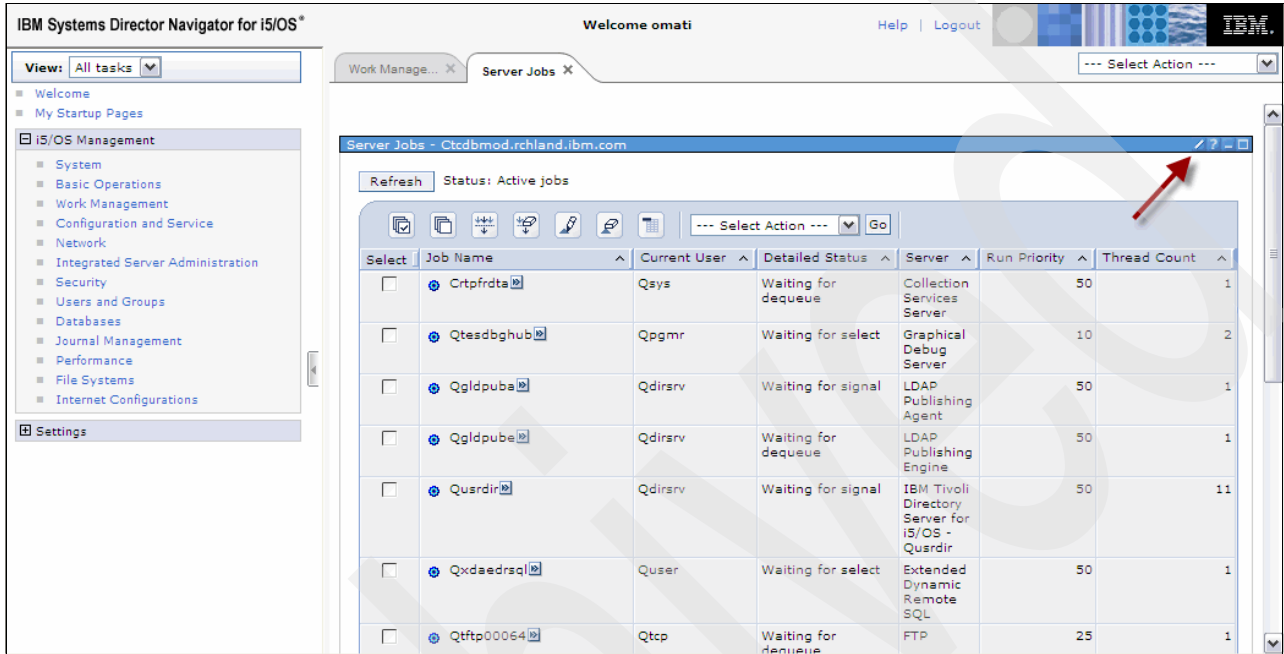 IBM Systems Director Navigator for i5/OS®
Welcome omati
Help | Logout
IBM.
View: All tasks
Welcome
My Startup Pages
i5/OS Management
System
Basic Operations
Work Management
Configuration and Service
Network
Integrated Server Administration
Security
Users and Groups
Databases
Journal Management
Performance
File Systems
Internet Configurations
Settings
Work Manage... X
Server Jobs X
--- Select Action ---
Server Jobs - Ctcdbmod.rchland.ibm.com
Refresh Status: Active jobs
--- Select Action --- Go
Select Job Name Current User Detailed Status Server Run Priority Thread Count
Crtpfrdta Qsys Waiting for dequeue Collection Services Server 50 1
Qtesdbghub Qpgmr Waiting for select Graphical Debug Server 10 2
Qgldpuba Qdirsrv Waiting for signal LDAP Publishing Agent 50 1
Qgldpube Qdirsrv Waiting for dequeue LDAP Publishing Engine 50 1
Qusrdir Qdirsrv Waiting for signal IBM Tivoli Directory Server for i5/OS - Qusrdir 50 11
Qxdaedrsql Quser Waiting for select Extended Dynamic Remote SQL 50 1
Qtftp00064 Qtcp Waiting for dequeue FTP 25 1